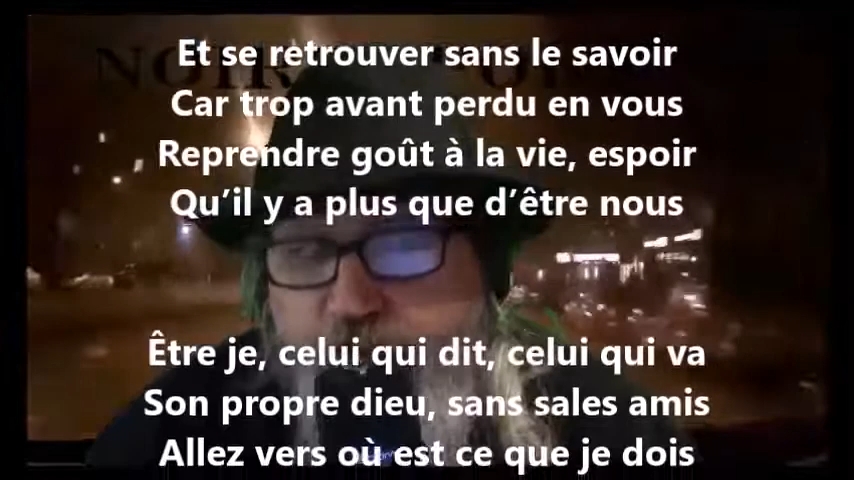 NOIR
Et se retrouver sans le savoir
Car trop avant perdu en vous
Reprendre goût à la vie, espoir
Qu’il y a plus que d’être nous
Être je, celui qui dit, celui qui va
Son propre dieu, sans sales amis
Allez vers où est ce que je dois